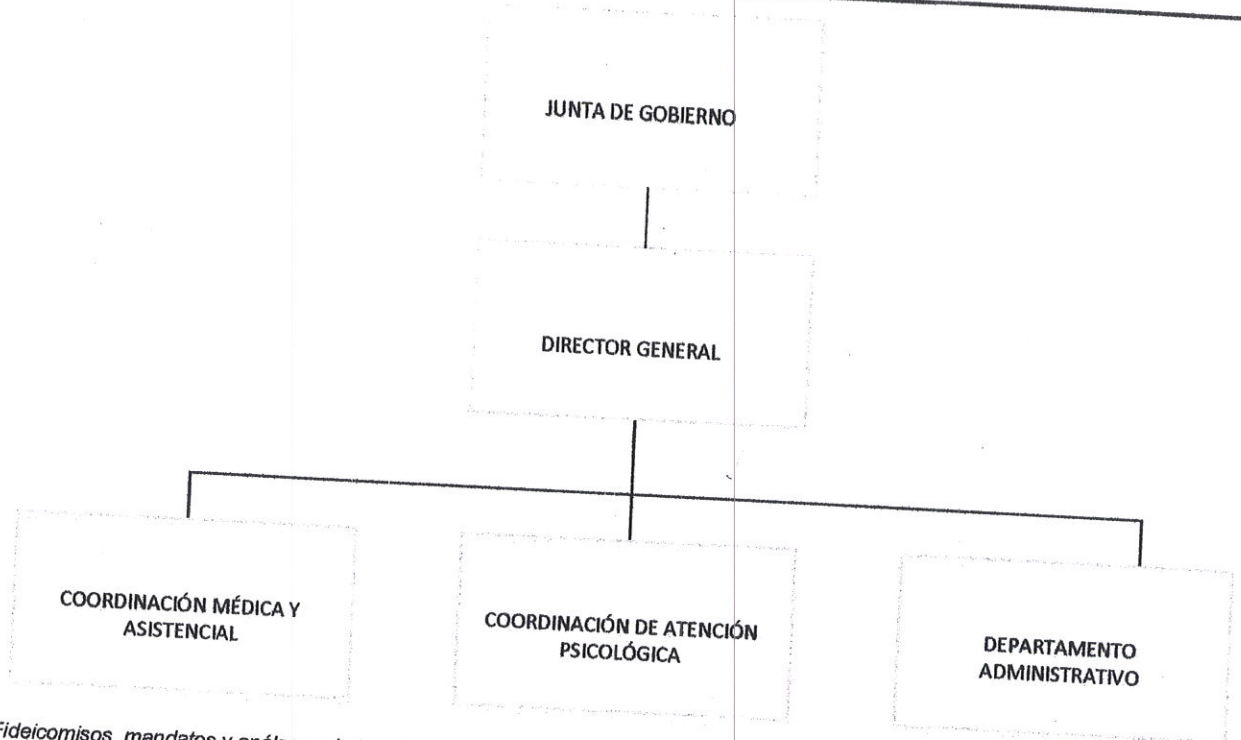 JUNTA DE GOBIERNO
DIRECTOR GENERAL
COORDINACIÓN MÉDICA Y
ASISTENCIAL
COORDINACIÓN DE ATENCIÓN
PSICOLÓGICA
DEPARTAMENTO
ADMINISTRATIVO
Fideicomisos, mandatos y